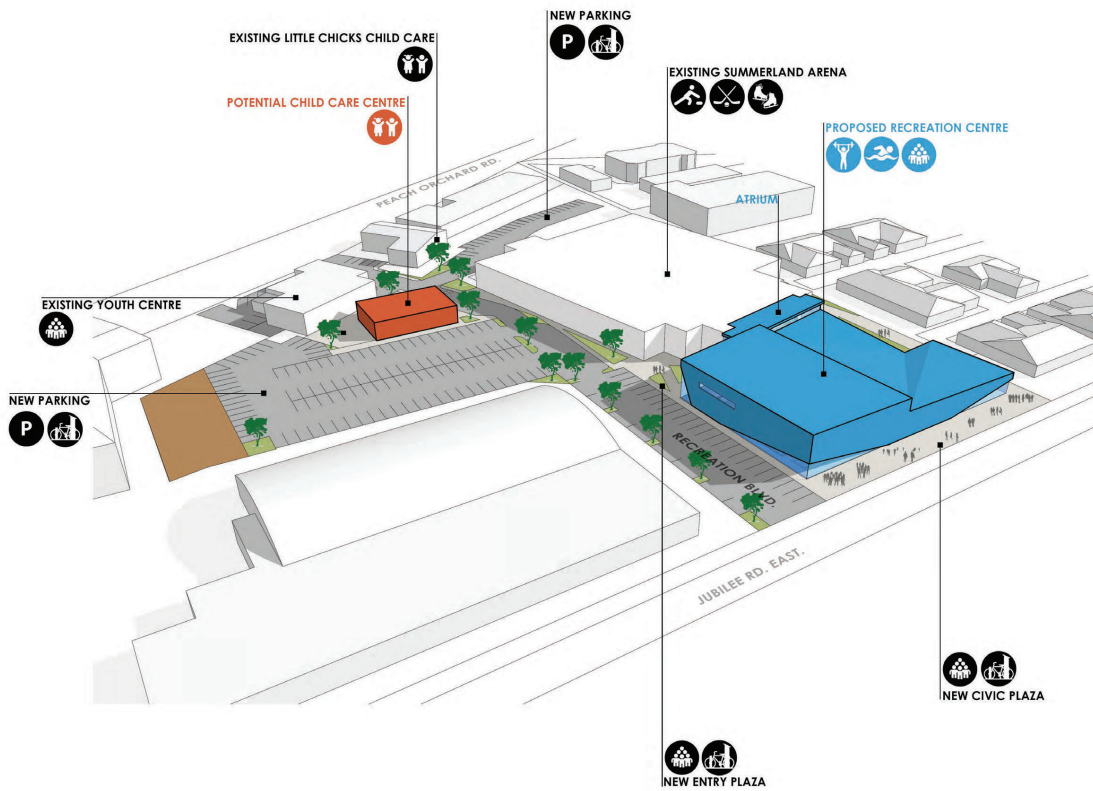 NEW PARKING
P
EXISTING LITTLE CHICKS CHILD CARE
EXISTING SUMMERLAND ARENA
POTENTIAL CHILD CARE CENTRE
PROPOSED RECREATION CENTRE
PEACH ORCHARD RD.
ATRIUM
EXISTING YOUTH CENTRE
NEW PARKING
P
RECREATION BLVD.
JUBILEE RD. EAST.
NEW CIVIC PLAZA
NEW ENTRY PLAZA